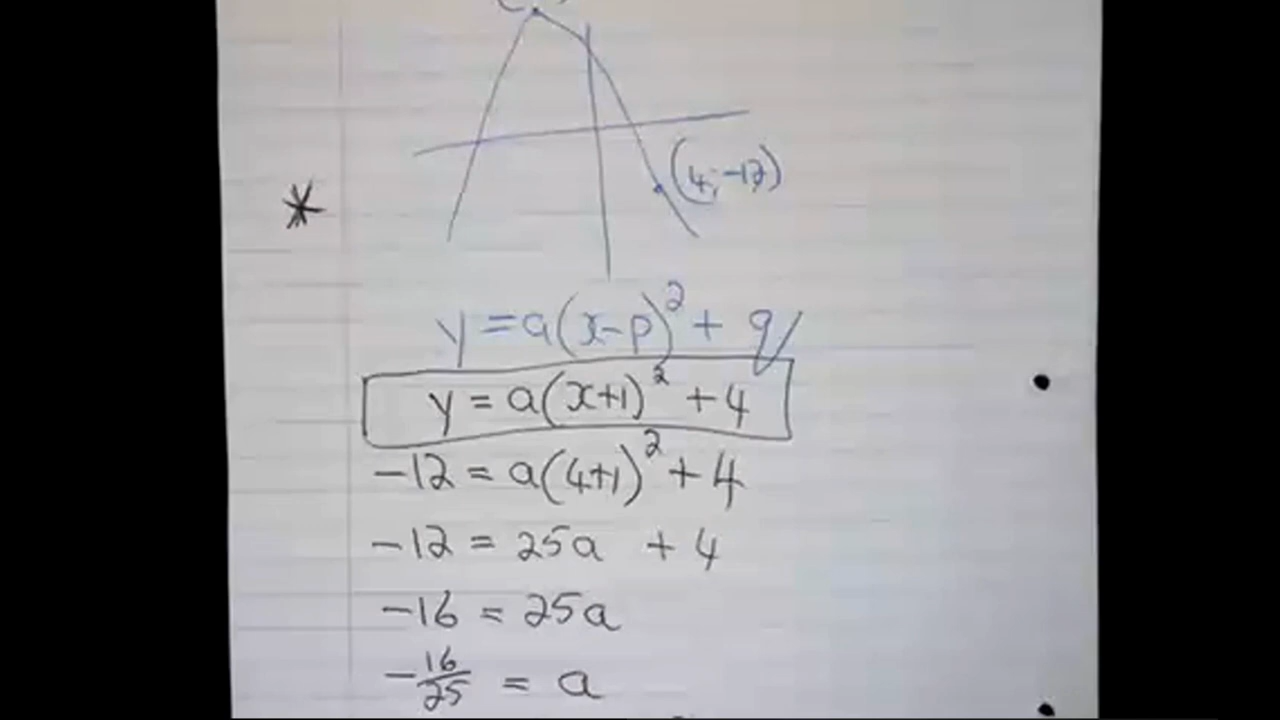 (4; -12)
*
y = a(x-p)² + q
y = a(x+1)² + 4
-12 = a(4+1)² + 4
-12 = 25a + 4
-16 = 25a
-16/25 = a